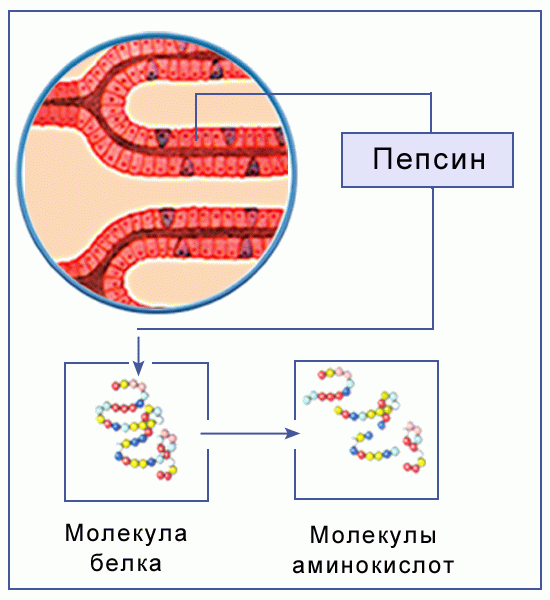 Пепсин
Молекула
белка
Молекулы
аминокислот